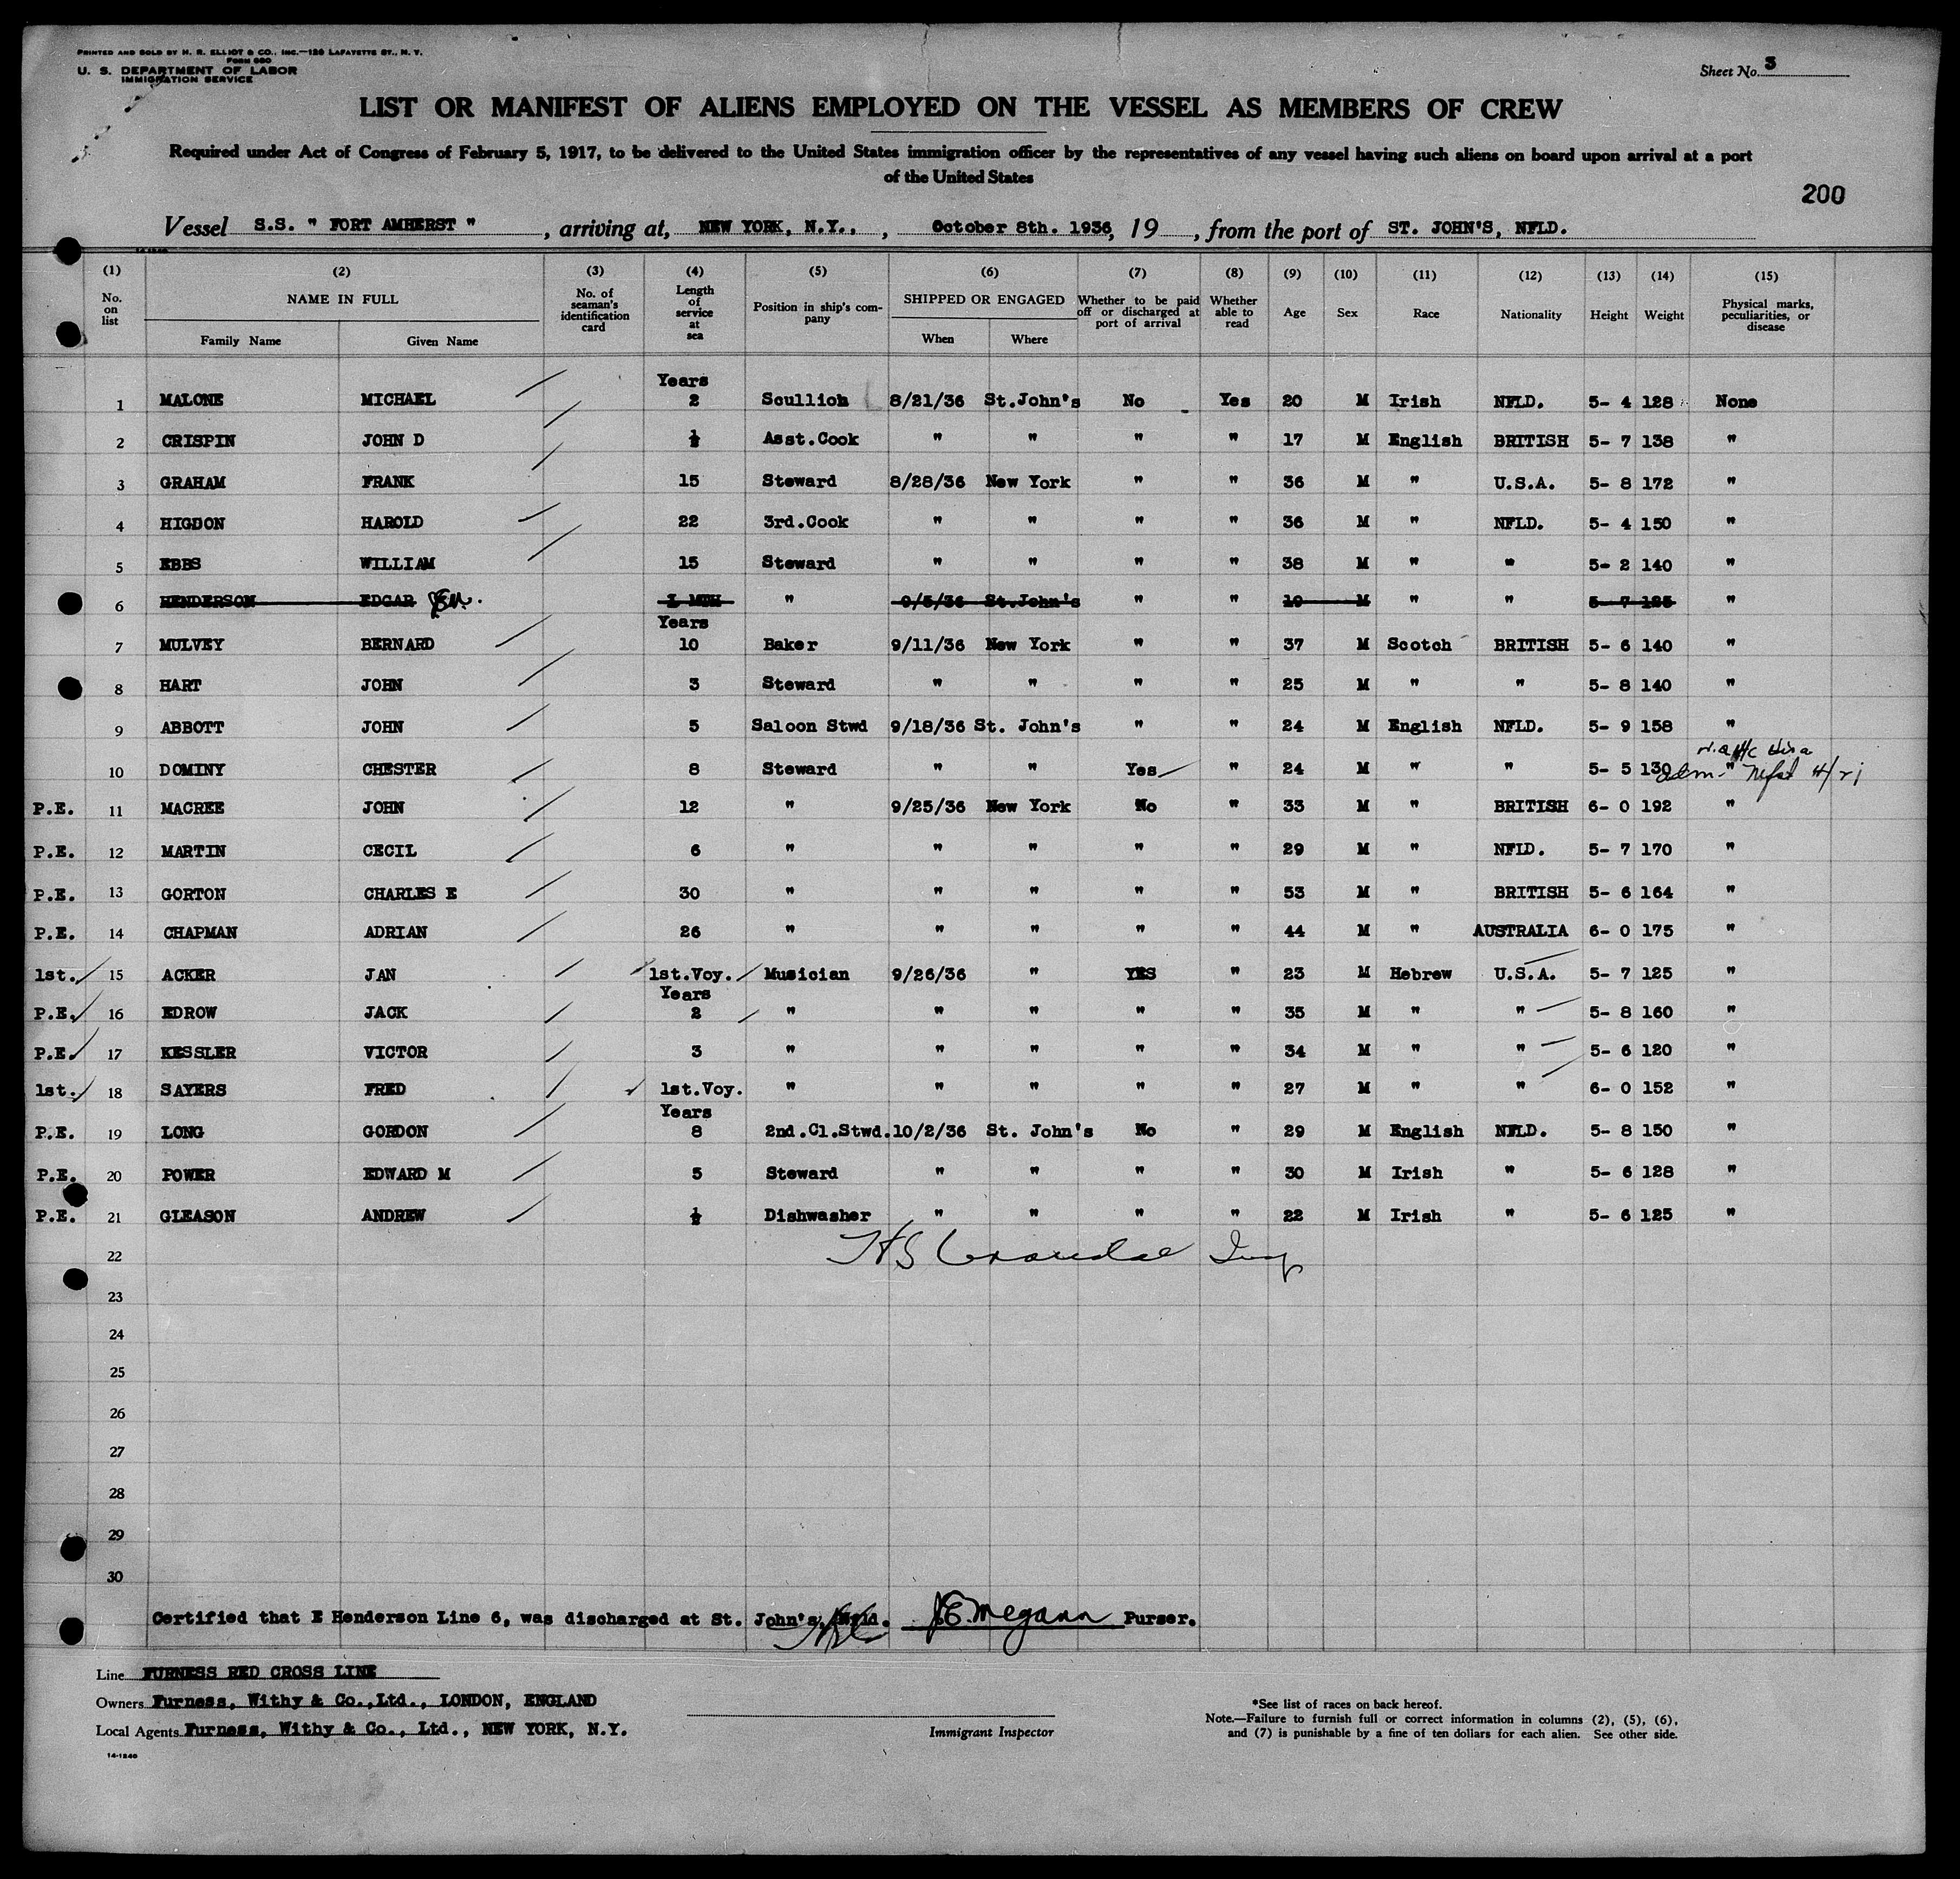 PRINTED AND SOLD BY H. R. ELLIOT & CO., INC.—120 LAFAYETTE ST., N. Y.
FORM 680
U. S. DEPARTMENT OF LABOR
IMMIGRATION SERVICE
Sheet No. 3
LIST OR MANIFEST OF ALIENS EMPLOYED ON THE VESSEL AS MEMBERS OF CREW
Required under Act of Congress of February 5, 1917, to be delivered to the United States immigration officer by the representatives of any vessel having such aliens on board upon arrival at a port
of the United States
200
Vessel S.S. " FORT AMHERST ", arriving at, NEW YORK, N.Y., , October 8th. 1936, 19 , from the port of ST. JOHN'S, NFLD.
14-1240
(1) (2) (3) (4) (5) (6) (7) (8) (9) (10) (11) (12) (13) (14) (15)
No. on list NAME IN FULL Family Name Given Name No. of seaman's identification card Length of service at sea Position in ship's company SHIPPED OR ENGAGED When Where Whether to be paid off or discharged at port of arrival Whether able to read Age Sex Race Nationality Height Weight Physical marks, peculiarities, or disease
Years
1 MALONE MICHAEL 2 Scullion 8/21/36 St.John's No Yes 20 M Irish NFLD. 5- 4 128 None
2 CRISPIN JOHN D ½ Asst.Cook " " " " 17 M English BRITISH 5- 7 138 "
3 GRAHAM FRANK 15 Steward 8/28/36 New York " " 36 M " U.S.A. 5- 8 172 "
4 HIGDON HAROLD 22 3rd.Cook " " " " 36 M " NFLD. 5- 4 150 "
5 EBBS WILLIAM 15 Steward " " " " 38 M " " 5- 2 140 "
6 HENDERSON EDGAR 1 MTH " 9/5/36 St.John's " " 19 M " " 5- 7 125 "
Years
7 MULVEY BERNARD 10 Baker 9/11/36 New York " " 37 M Scotch BRITISH 5- 6 140 "
8 HART JOHN 3 Steward " " " " 25 M " " 5- 8 140 "
9 ABBOTT JOHN 5 Saloon Stwd 9/18/36 St. John's " " 24 M English NFLD. 5- 9 158 "
10 DOMINY CHESTER 8 Steward " " Yes " 24 M " " 5- 5 130 "
P.E. 11 MACREE JOHN 12 " 9/25/36 New York No " 33 M " BRITISH 6- 0 192 "
P.E. 12 MARTIN CECIL 6 " " " " " 29 M " NFLD. 5- 7 170 "
P.E. 13 GORTON CHARLES E 30 " " " " " 53 M " BRITISH 5- 6 164 "
P.E. 14 CHAPMAN ADRIAN 26 " " " " " 44 M " AUSTRALIA 6- 0 175 "
1st. 15 ACKER JAN 1st.Voy. Musician 9/26/36 " YES " 23 M Hebrew U.S.A. 5- 7 125 "
Years
P.E. 16 EDROW JACK 2 " " " " " 35 M " " 5- 8 160 "
P.E. 17 KESSLER VICTOR 3 " " " " " 34 M " " 5- 6 120 "
1st. 18 SAYERS FRED 1st.Voy. " " " " " 27 M " " 6- 0 152 "
Years
P.E. 19 LONG GORDON 8 2nd.Cl.Stwd. 10/2/36 St. John's No " 29 M English NFLD. 5- 8 150 "
P.E. 20 POWER EDWARD M 5 Steward " " " " 30 M Irish " 5- 6 128 "
P.E. 21 GLEASON ANDREW ½ Dishwasher " " " " 22 M Irish " 5- 6 125 "
22
23
24
25
26
27
28
29
30
Certified that E Henderson Line 6, was discharged at St. John's, Nfld. J.E. Megann Purser.
Line FURNESS RED CROSS LINE
Owners Furness, Withy & Co.,Ltd., LONDON, ENGLAND
Local Agents Furness, Withy & Co., Ltd., NEW YORK, N.Y.
Immigrant Inspector
*See list of races on back hereof.
Note.—Failure to furnish full or correct information in columns (2), (5), (6),
and (7) is punishable by a fine of ten dollars for each alien. See other side.
14-1240